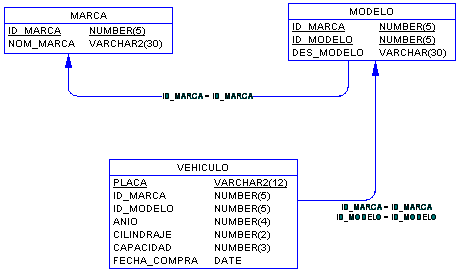 MARCA
ID_MARCA NUMBER(5)
NOM_MARCA VARCHAR2(30)
MODELO
ID_MARCA NUMBER(5)
ID_MODELO NUMBER(5)
DES_MODELO VARCHAR(30)
ID_MARCA = ID_MARCA
VEHICULO
PLACA VARCHAR2(12)
ID_MARCA NUMBER(5)
ID_MODELO NUMBER(5)
ANIO NUMBER(4)
CILINDRAJE NUMBER(2)
CAPACIDAD NUMBER(3)
FECHA_COMPRA DATE
ID_MARCA = ID_MARCA
ID_MODELO = ID_MODELO